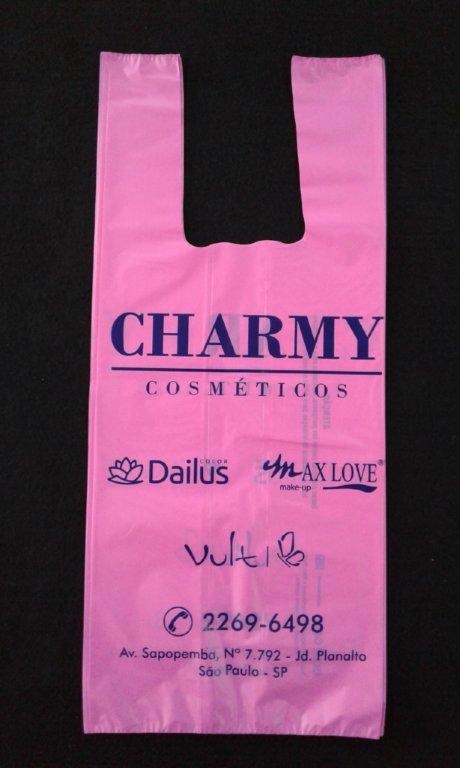 CHARMY
COSMÉTICOS
Dailus COLOR
MAX LOVE®
make-up
Vult
2269-6498
Av. Sapopemba, Nº 7.792 - Jd. Planalto
São Paulo - SP